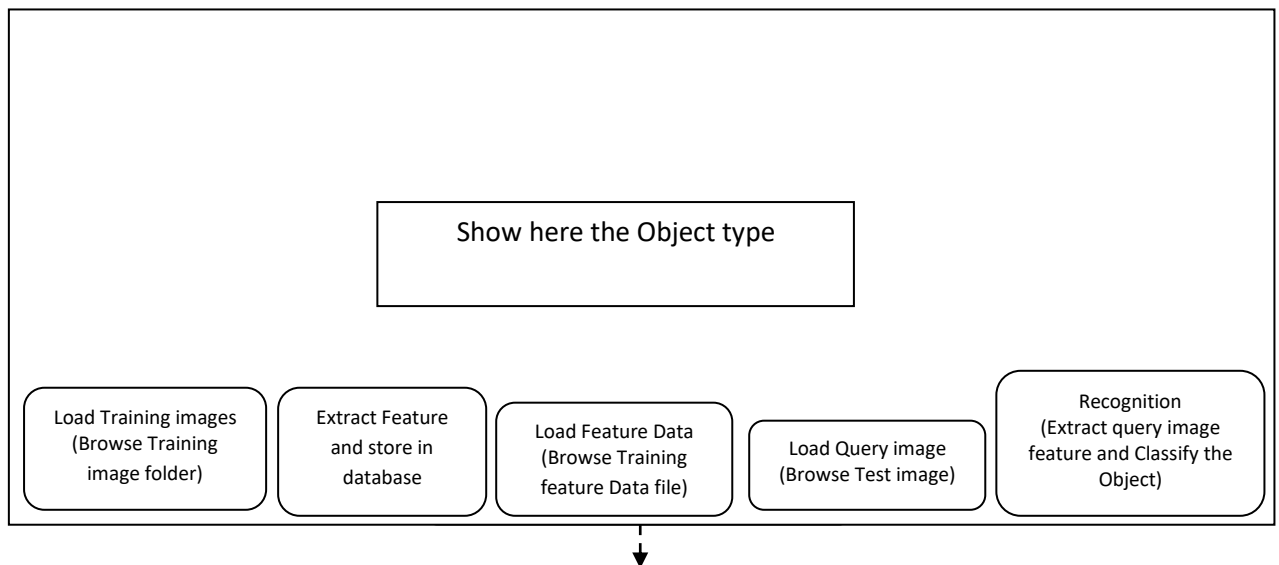 Show here the Object type
Load Training images
(Browse Training
image folder)
Extract Feature
and store in
database
Load Feature Data
(Browse Training
feature Data file)
Load Query image
(Browse Test image)
Recognition
(Extract query image
feature and Classify the
Object)